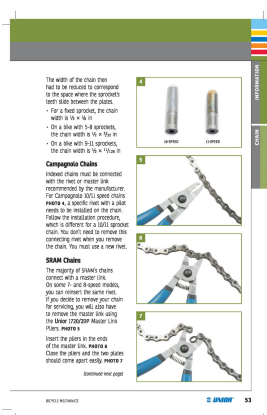 The width of the chain then
had to be reduced to correspond
to the space where the sprocket's
teeth slide between the plates.
• For a fixed sprocket, the chain
width is ½ × ⅛ in
• On a bike with 5-8 sprockets,
the chain width is ½ × ³⁄₃₂ in
• On a bike with 9-11 sprockets,
the chain width is ½ × ¹¹⁄₁₂₈ in
Campagnolo Chains
Indexed chains must be connected
with the rivet or master link
recommended by the manufacturer.
For Campagnolo 10/11 speed chains
PHOTO 4, a specific rivet with a pilot
needs to be installed on the chain.
Follow the installation procedure,
which is different for a 10/11 sprocket
chain. You don't need to remove this
connecting rivet when you remove
the chain. You must use a new rivet.
SRAM Chains
The majority of SRAM's chains
connect with a master link.
On some 7- and 8-speed models,
you can reinsert the same rivet.
If you decide to remove your chain
for servicing, you will also have
to remove the master link using
the Unior 1720/2DP Master Link
Pliers. PHOTO 5
Insert the pliers in the ends
of the master link. PHOTO 6
Close the pliers and the two plates
should come apart easily. PHOTO 7
(continued next page)
4
10-SPEED 11-SPEED
5
6
7
INFORMATION
CHAIN
BICYCLE MECHANICS
UNIOR
53